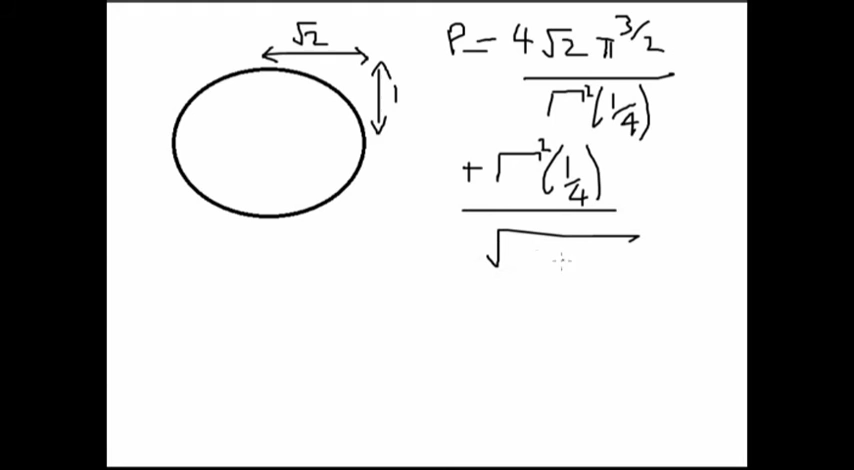 √2
1
P = 4√2 π^3/2
Γ²(1/4)
+ Γ²(1/4)
√